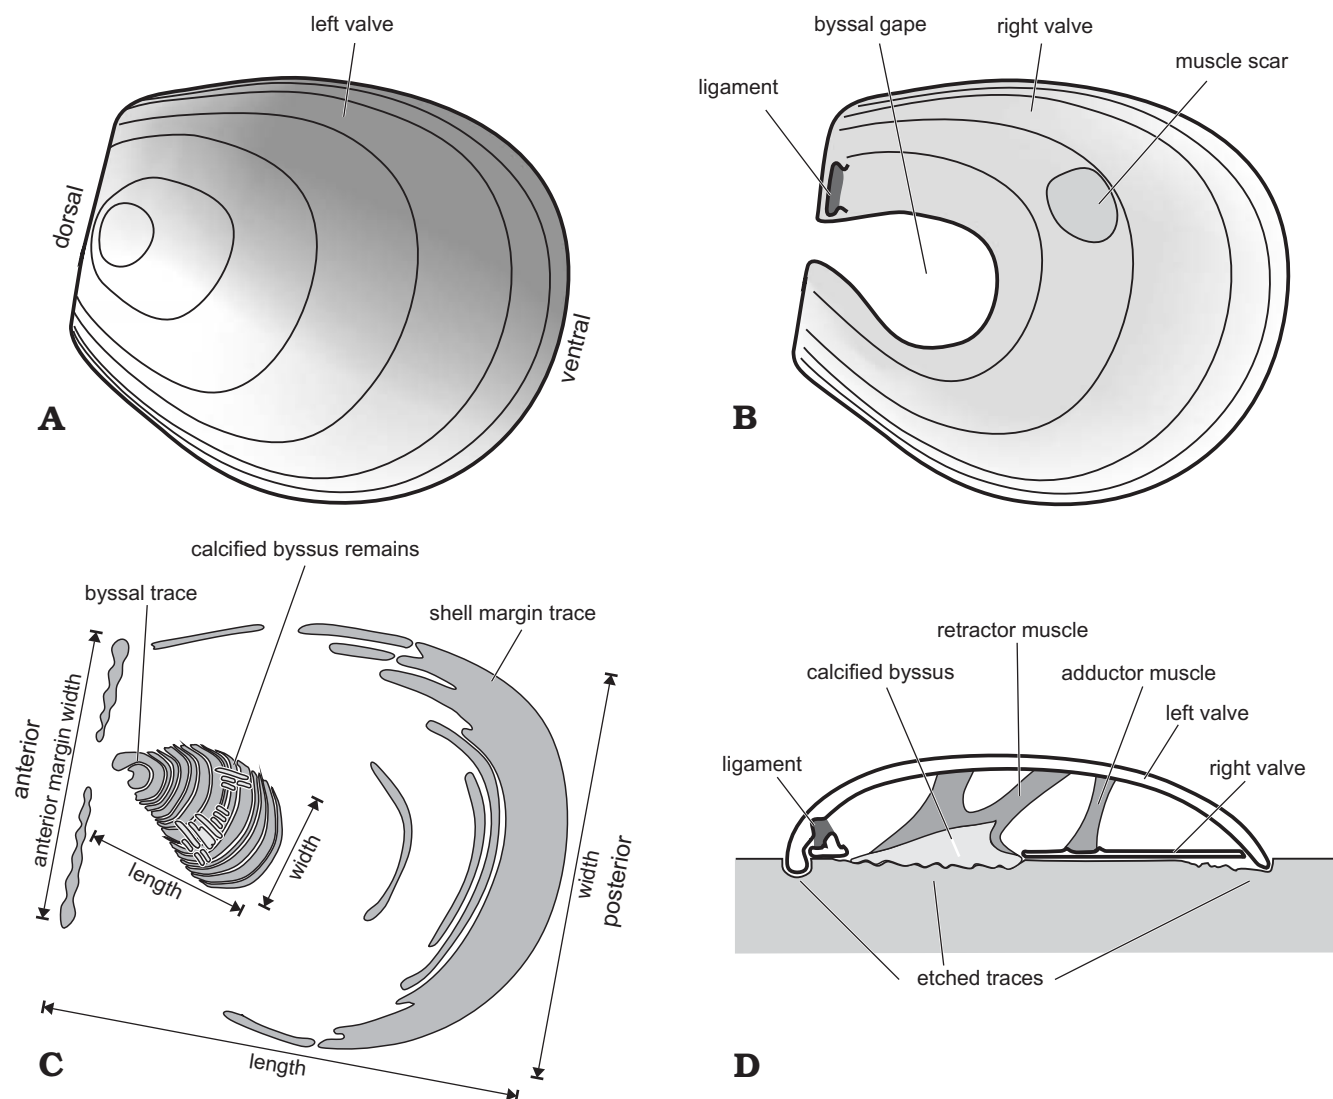 left valve
dorsal
ventral
A
byssal gape
right valve
muscle scar
ligament
B
calcified byssus remains
byssal trace
shell margin trace
anterior
anterior margin width
length
width
width
posterior
length
C
retractor muscle
calcified byssus
adductor muscle
left valve
ligament
right valve
etched traces
D